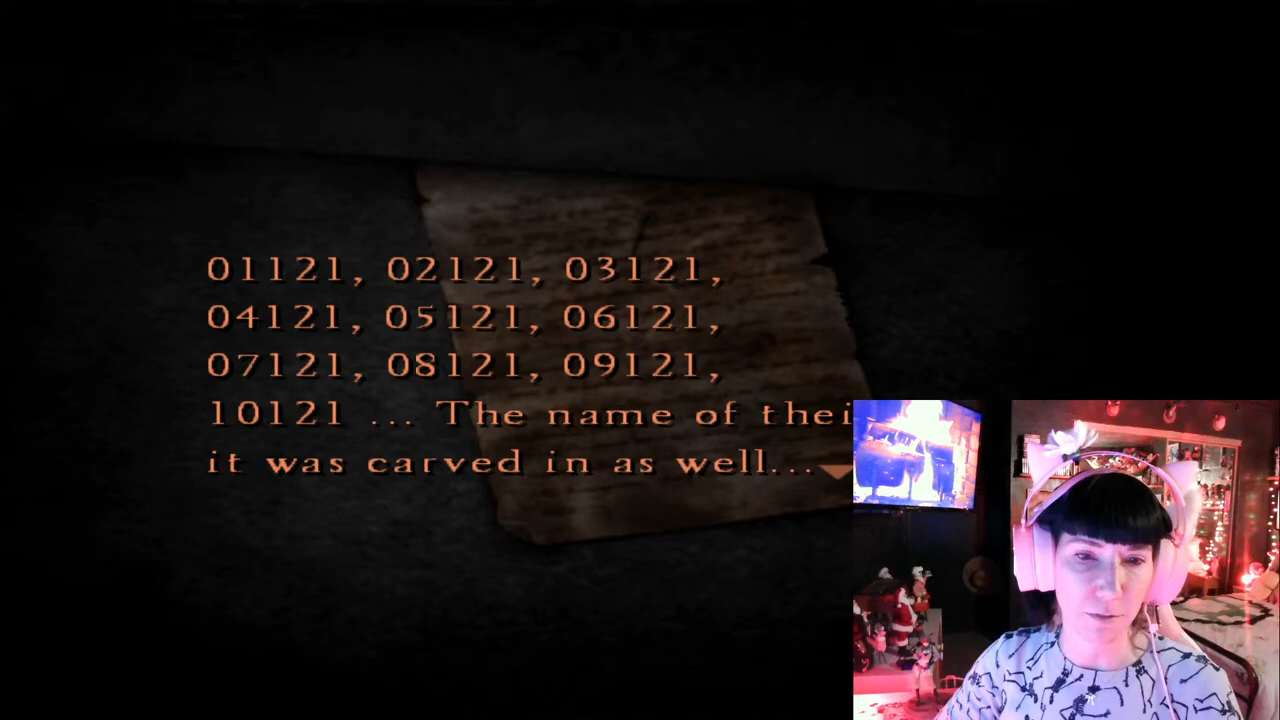 01121, 02121, 03121,
04121, 05121, 06121,
07121, 08121, 09121,
10121 ... The name of
it was carved in as well...